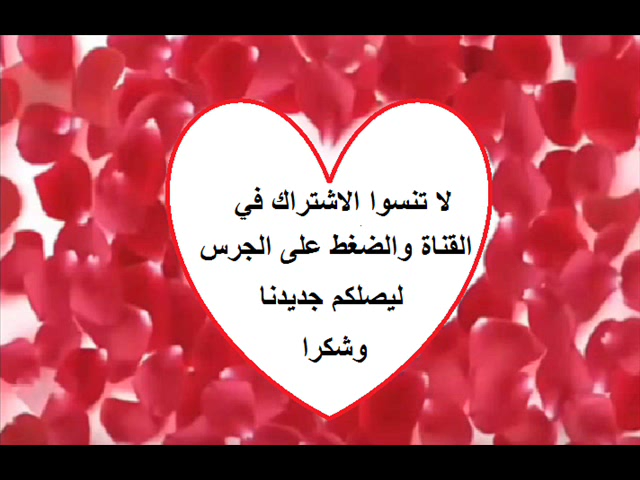 لا تنسوا الاشتراك في
القناة والضغط على الجرس
ليصلكم جديدنا
وشكرا